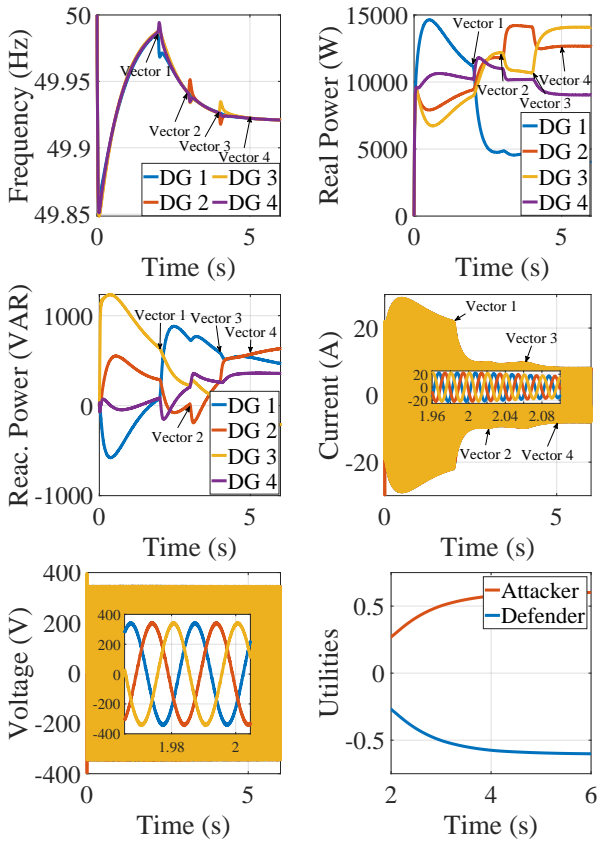 Frequency (Hz)
50
49.95
49.9
49.85
0
5
Time (s)
Vector 1
Vector 2
Vector 3
Vector 4
DG 1
DG 3
DG 2
DG 4
Real Power (W)
15000
10000
5000
0
0
5
Time (s)
Vector 1
Vector 2
Vector 4
Vector 3
DG 1
DG 2
DG 3
DG 4
Reac. Power (VAR)
1000
0
-1000
0
5
Time (s)
Vector 1
Vector 3
Vector 4
Vector 2
DG 1
DG 2
DG 3
DG 4
Current (A)
20
0
-20
0
5
Time (s)
Vector 1
Vector 3
20
0
-20
1.96
2
2.04
2.08
Vector 2
Vector 4
Voltage (V)
400
200
0
-200
-400
0
5
Time (s)
400
200
0
-200
-400
1.98
2
Utilities
0.5
0
-0.5
2
4
6
Time (s)
Attacker
Defender